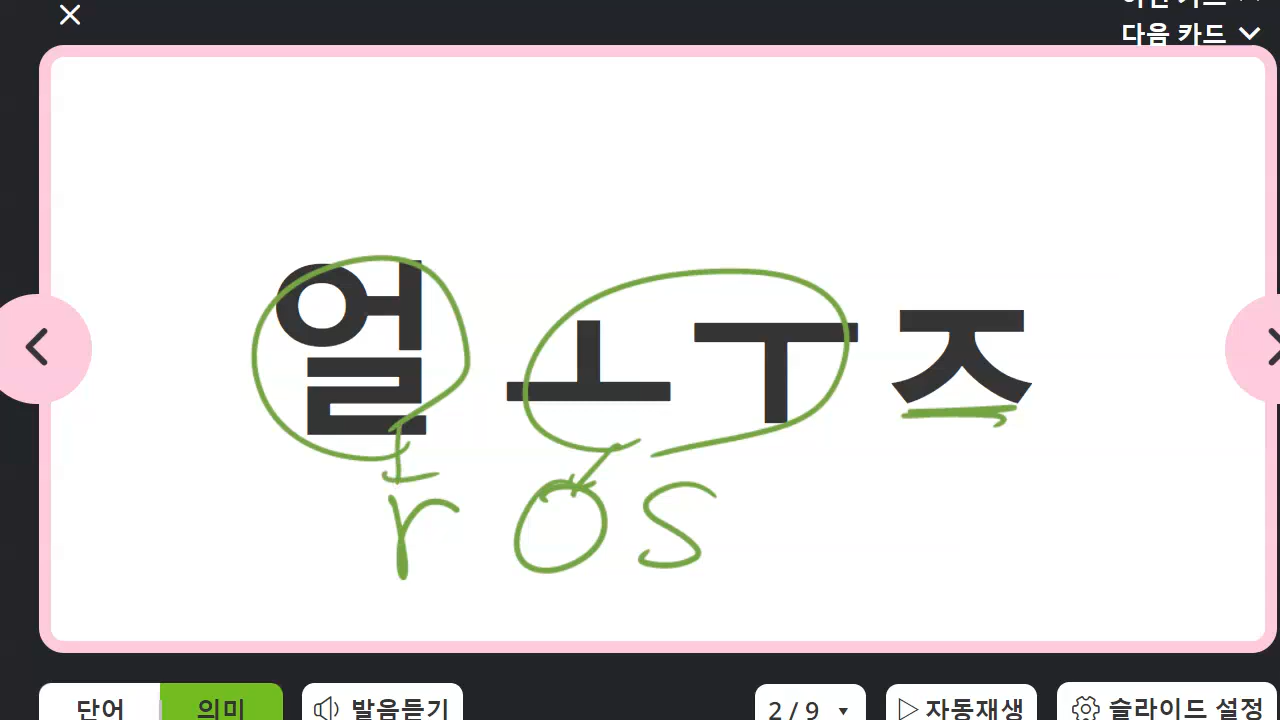 다음 카드
얼 ㅗ ㅜ ㅈ
r o s
단어 의미 발음듣기 2 / 9 자동재생 슬라이드 설정